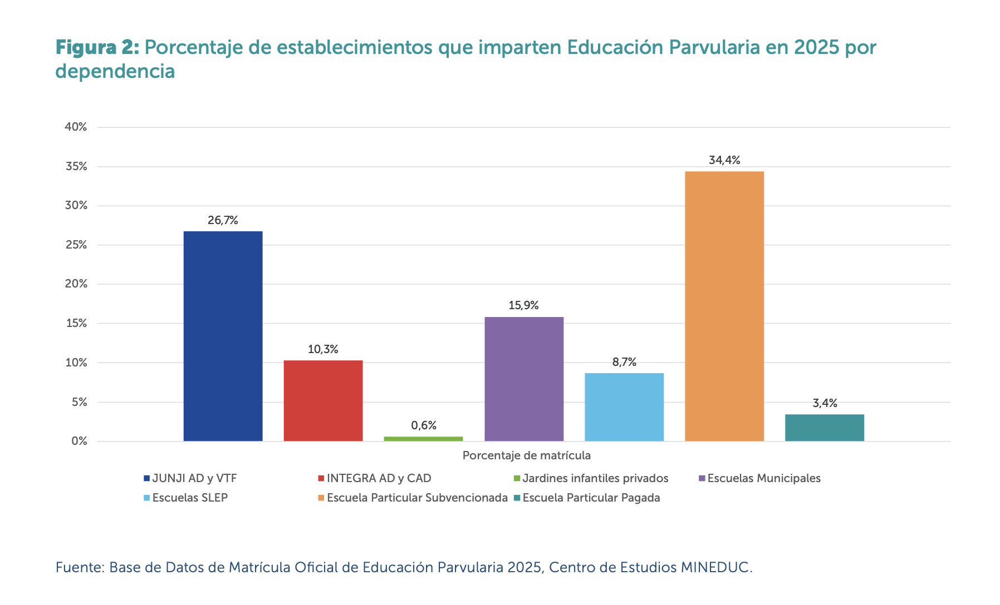 Figura 2: Porcentaje de establecimientos que imparten Educación Parvularia en 2025 por
dependencia
40%
35%
30%
25%
20%
15%
10%
5%
0%
26,7%
10,3%
0,6%
15,9%
8,7%
34,4%
3,4%
Porcentaje de matrícula
JUNJI AD y VTF
INTEGRA AD y CAD
Jardines infantiles privados
Escuelas Municipales
Escuelas SLEP
Escuela Particular Subvencionada
Escuela Particular Pagada
Fuente: Base de Datos de Matrícula Oficial de Educación Parvularia 2025, Centro de Estudios MINEDUC.